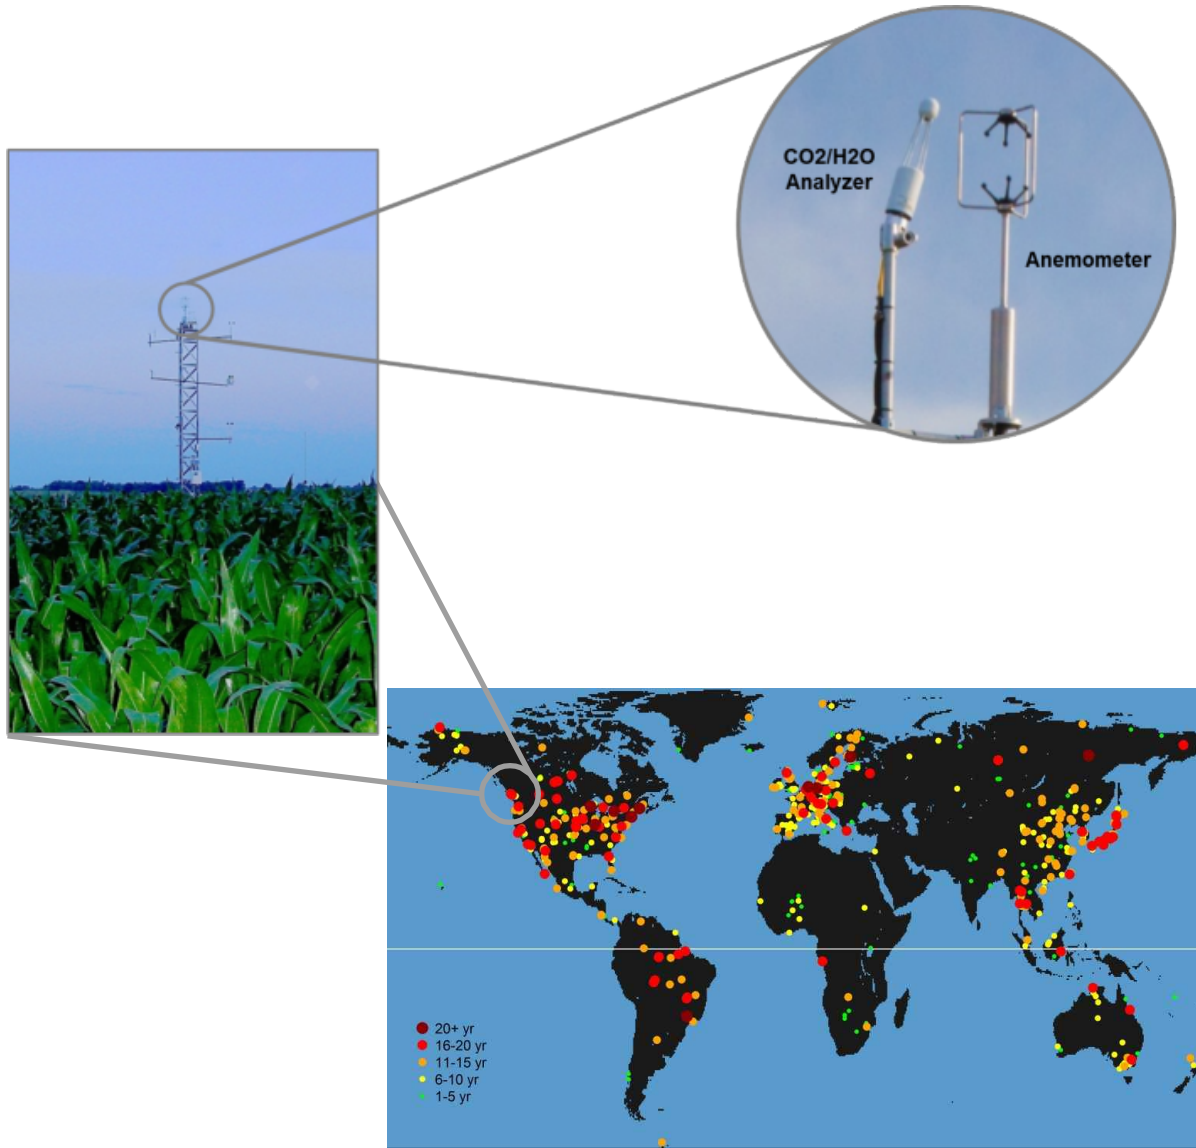 CO2/H2O
Analyzer
Anemometer
20+ yr
16-20 yr
11-15 yr
6-10 yr
1-5 yr